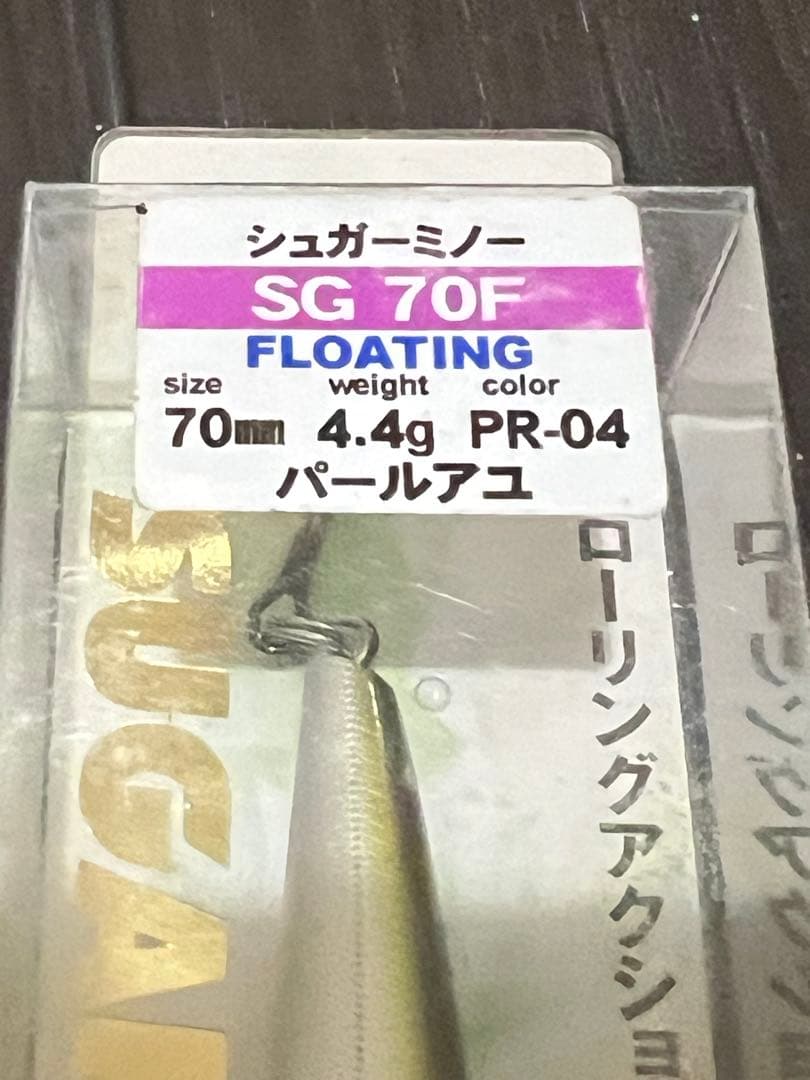 シュガーミノー
SG 70F
FLOATING
size weight color
70mm 4.4g PR-04
パールアユ
SUGA
ローリングアクショ